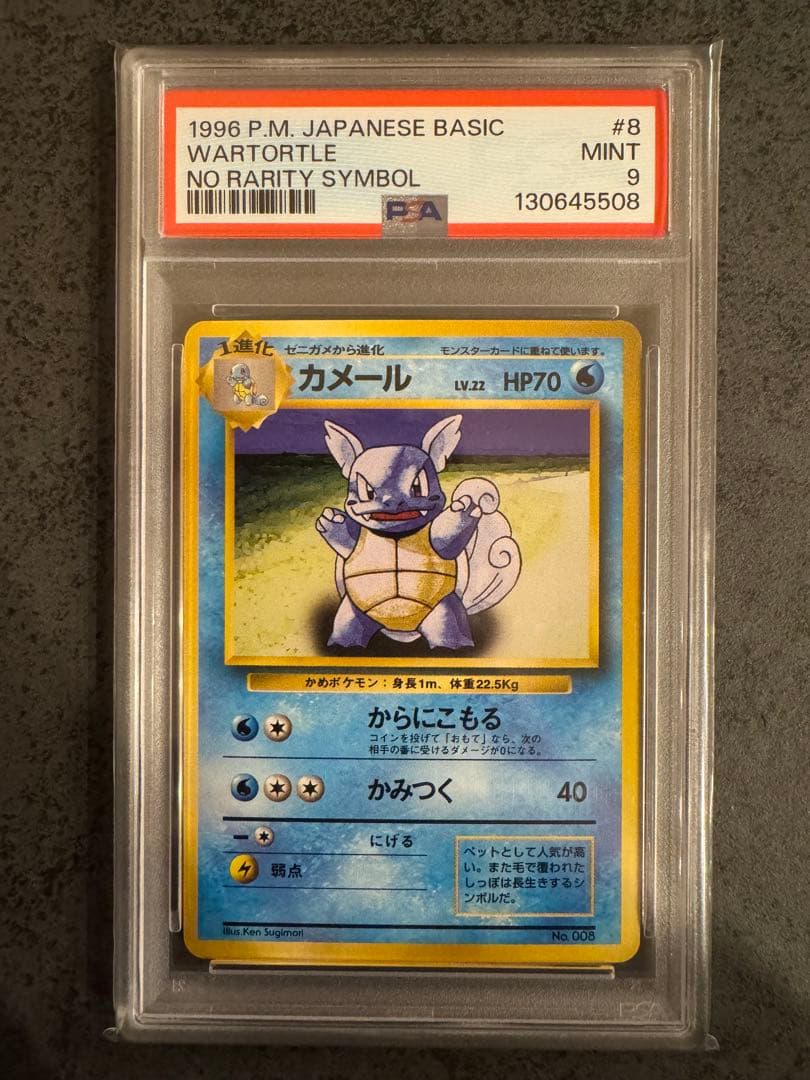 1996 P.M. JAPANESE BASIC #8
WARTORTLE MINT
NO RARITY SYMBOL 9
PSA 130645508
1進化 ゼニガメから進化 モンスターカードに重ねて使います。
カメール LV.22 HP70
かめポケモン:身長1m、体重22.5Kg
からにこもる
コインを投げて「おもて」なら、次の
相手の番に受けるダメージが0になる。
かみつく 40
にげる
弱点
ペットとして人気が高
い。また毛で覆われた
しっぽは長生きするシ
ンボルだ。
Illus.Ken Sugimori No. 008
PSA